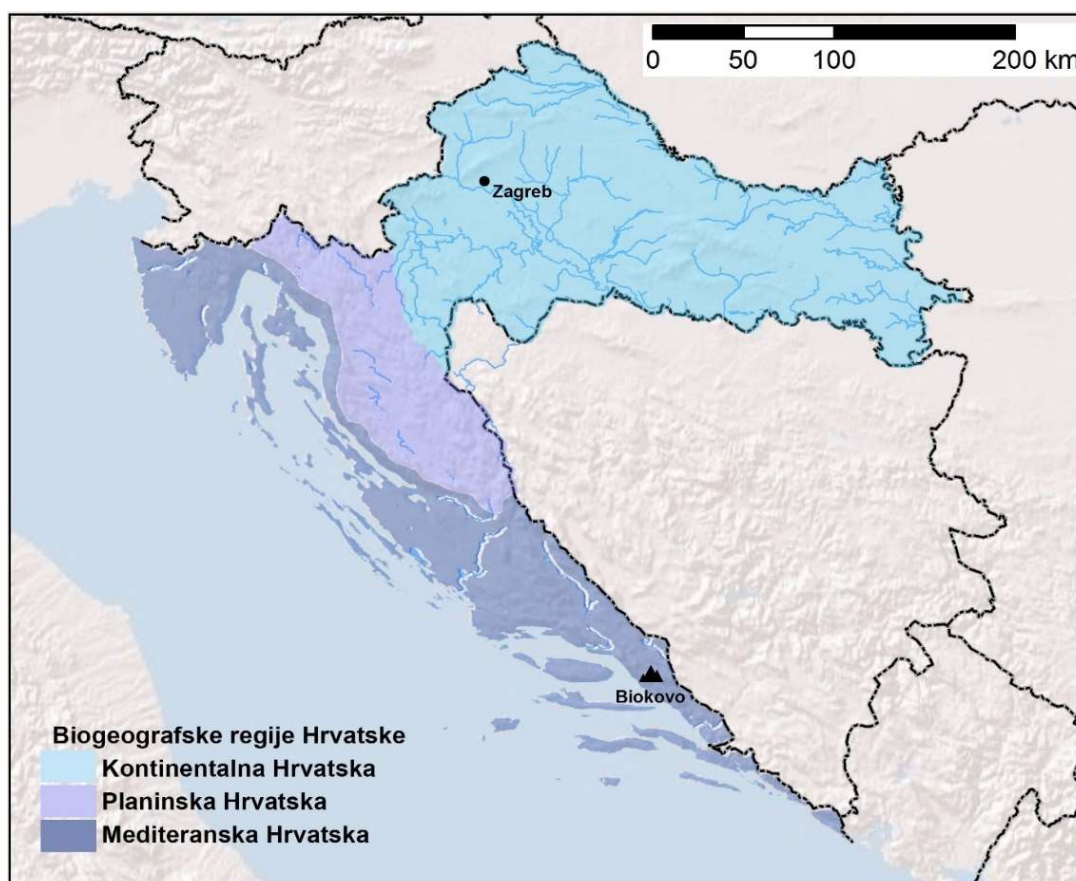 0 50 100 200 km
Zagreb
Biokovo
Biogeografske regije Hrvatske
Kontinentalna Hrvatska
Planinska Hrvatska
Mediteranska Hrvatska